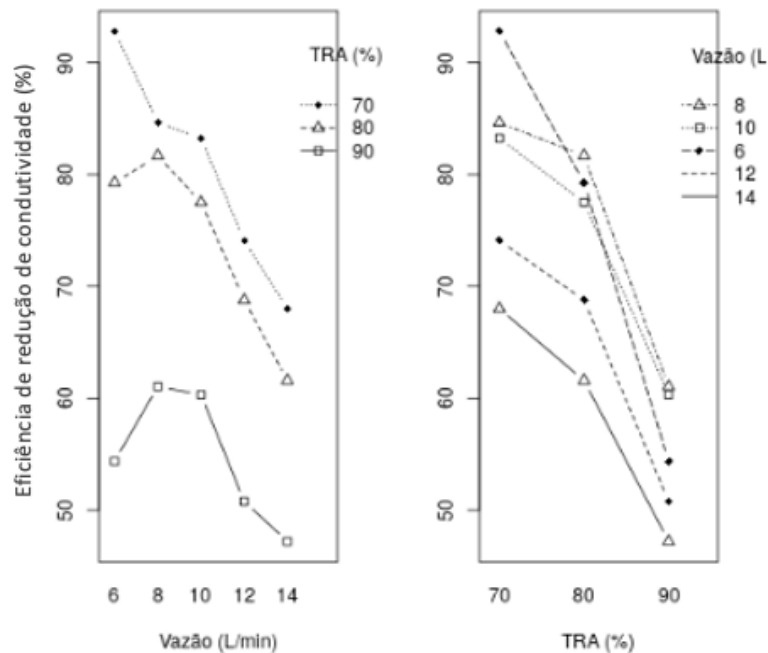 Eficiência de redução de condutividade (%)
90
80
70
60
50
TRA (%)
70
80
90
6 8 10 12 14
Vazão (L/min)
90
80
70
60
50
Vazão (L
8
10
6
12
14
70 80 90
TRA (%)